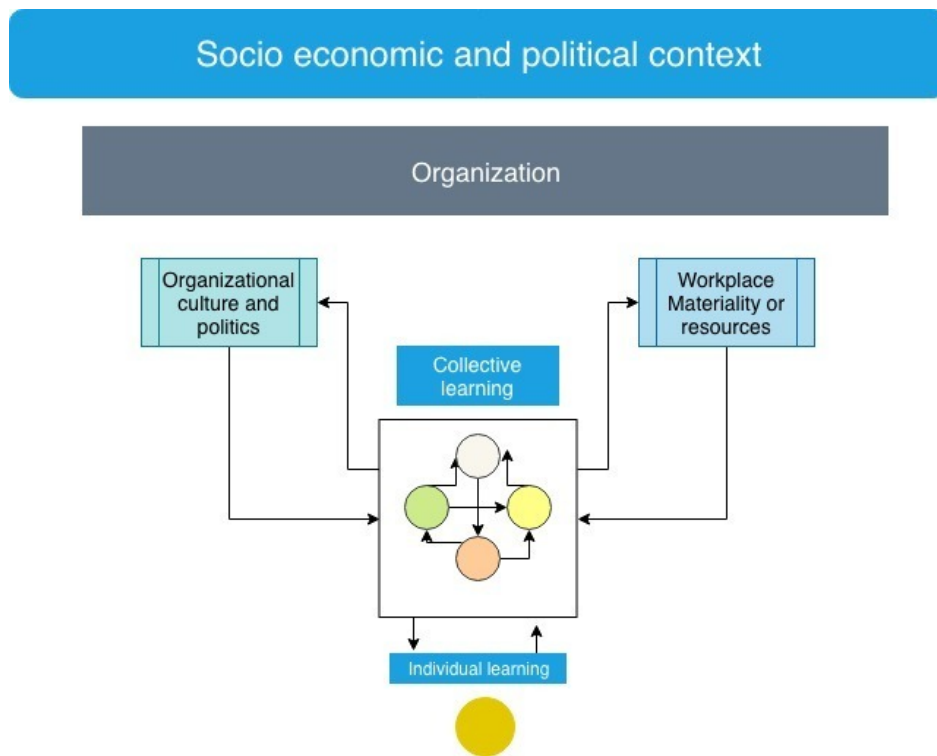 Socio economic and political context
Organization
Organizational
culture and
politics
Workplace
Materiality or
resources
Collective
learning
Individual learning